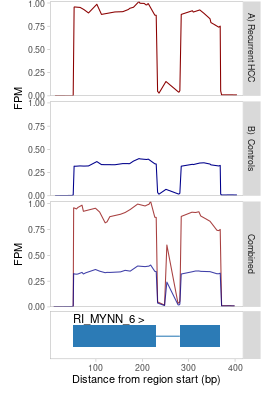 1.00
0.75
0.50
0.25
0.00
FPM
A) Recurrent HCC
1.00
0.75
0.50
0.25
0.00
B) Controls
1.00
0.75
0.50
0.25
0.00
FPM
Combined
RI_MYNN_6 >
100 200 300 400
Distance from region start (bp)